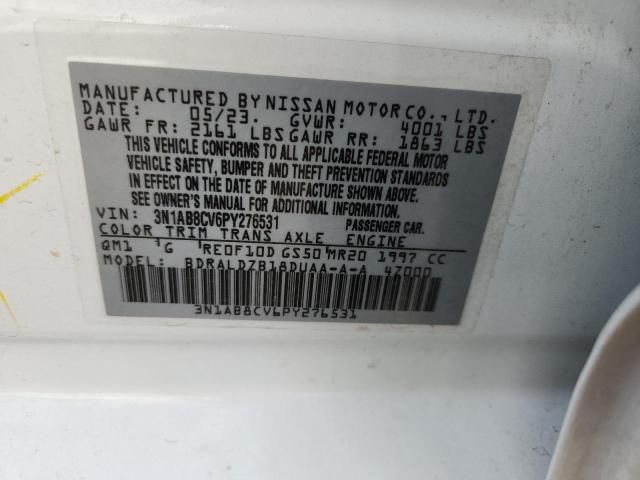 MANUFACTURED BY NISSAN MOTOR CO., LTD.
DATE: 05/23. GVWR: 4001 LBS
GAWR FR: 2161 LBS GAWR RR: 1863 LBS
THIS VEHICLE CONFORMS TO ALL APPLICABLE FEDERAL MOTOR
VEHICLE SAFETY, BUMPER AND THEFT PREVENTION STANDARDS
IN EFFECT ON THE DATE OF MANUFACTURE SHOWN ABOVE.
SEE OWNER'S MANUAL FOR ADDITIONAL INFORMATION.
VIN: 3N1AB8CV6PY276531 PASSENGER CAR.
COLOR TRIM TRANS AXLE ENGINE
QM1 G RE0F10D GS50 MR20 1997 CC
BDRALDZB18DUAA-A-A 47000
3N1AB8CV6PY276531